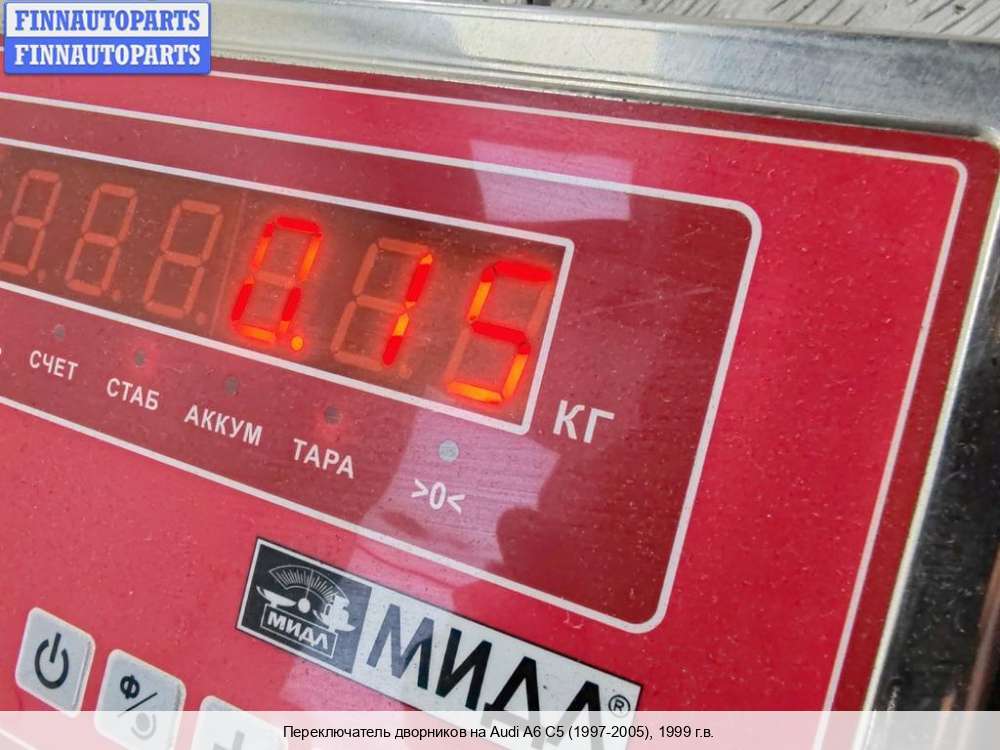 FINNAUTOPARTS
FINNAUTOPARTS
0.15
КГ
СЧЕТ
СТАБ
АККУМ
ТАРА
>0<
МИДЛ
МИДЛ®
Ф/
Переключатель дворников на Audi A6 C5 (1997-2005), 1999 г.в.